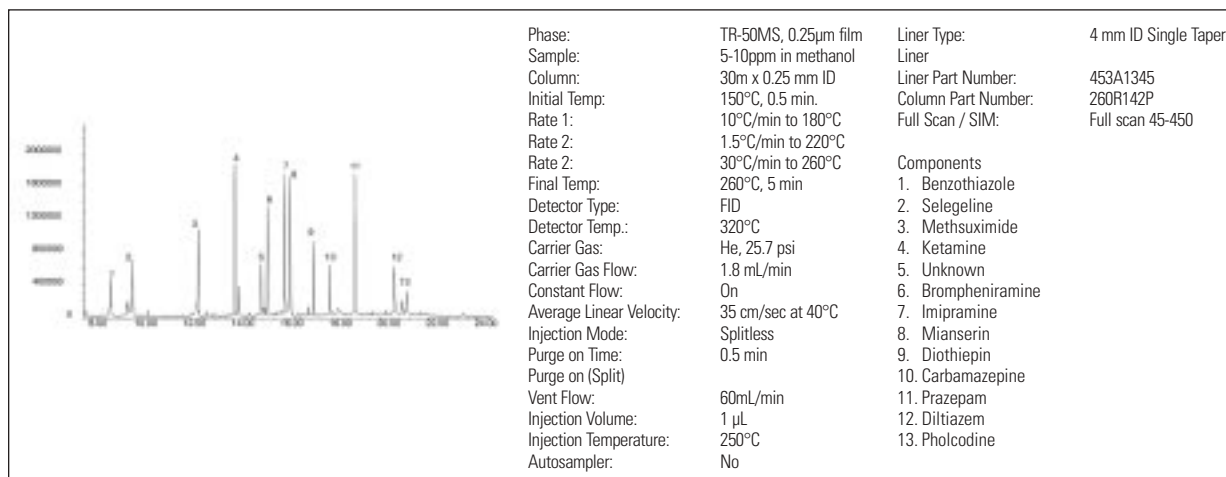 Phase: TR-50MS, 0.25µm film
Sample: 5-10ppm in methanol
Column: 30m x 0.25 mm ID
Initial Temp: 150°C, 0.5 min.
Rate 1: 10°C/min to 180°C
Rate 2: 1.5°C/min to 220°C
Rate 2: 30°C/min to 260°C
Final Temp: 260°C, 5 min
Detector Type: FID
Detector Temp.: 320°C
Carrier Gas: He, 25.7 psi
Carrier Gas Flow: 1.8 mL/min
Constant Flow: On
Average Linear Velocity: 35 cm/sec at 40°C
Injection Mode: Splitless
Purge on Time: 0.5 min
Purge on (Split)
Vent Flow: 60mL/min
Injection Volume: 1 µL
Injection Temperature: 250°C
Autosampler: No
Liner Type: 4 mm ID Single Taper
Liner
Liner Part Number: 453A1345
Column Part Number: 260R142P
Full Scan / SIM: Full scan 45-450
Components
1. Benzothiazole
2. Selegeline
3. Methsuximide
4. Ketamine
5. Unknown
6. Brompheniramine
7. Imipramine
8. Mianserin
9. Diothiepin
10. Carbamazepine
11. Prazepam
12. Diltiazem
13. Pholcodine